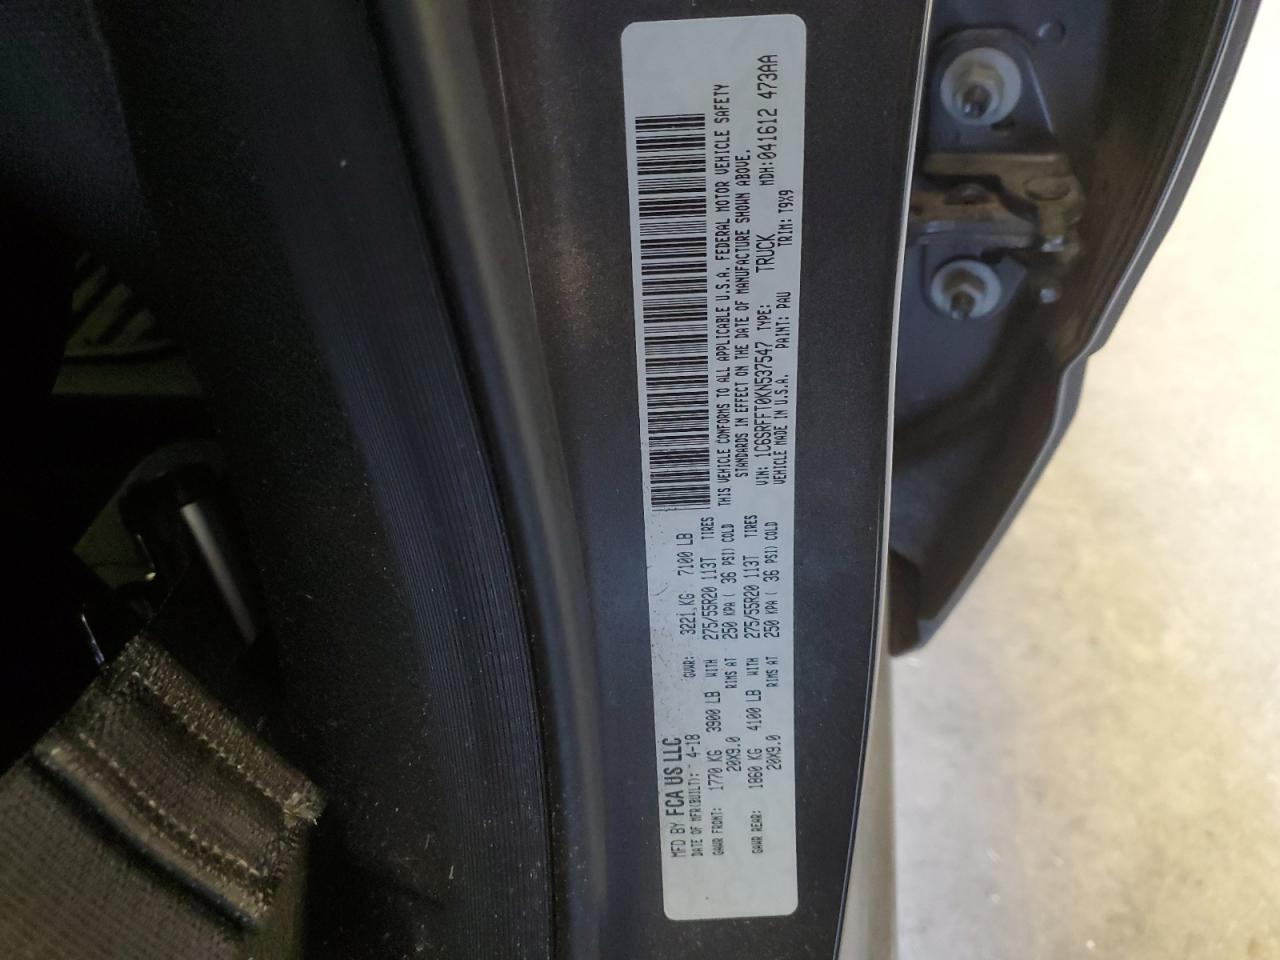 MFD BY FCA US LLC
DATE OF MFR(BUILT): 4-18 GVWR: 3221 KG 7100 LB
GAWR FRONT: 1770 KG 3900 LB WITH 275/55R20 113T TIRES
20X9.0 RIMS AT 250 KPA ( 36 PSI) COLD
GAWR REAR: 1860 KG 4100 LB WITH 275/55R20 113T TIRES
20X9.0 RIMS AT 250 KPA ( 36 PSI) COLD
THIS VEHICLE CONFORMS TO ALL APPLICABLE U.S.A. FEDERAL MOTOR VEHICLE SAFETY
STANDARDS IN EFFECT ON THE DATE OF MANUFACTURE SHOWN ABOVE.
VIN: 1C6SRFFT0KN537547 TYPE: TRUCK MDH:041612 473AA
VEHICLE MADE IN U.S.A. PAINT: PAU TRIM: T9X9